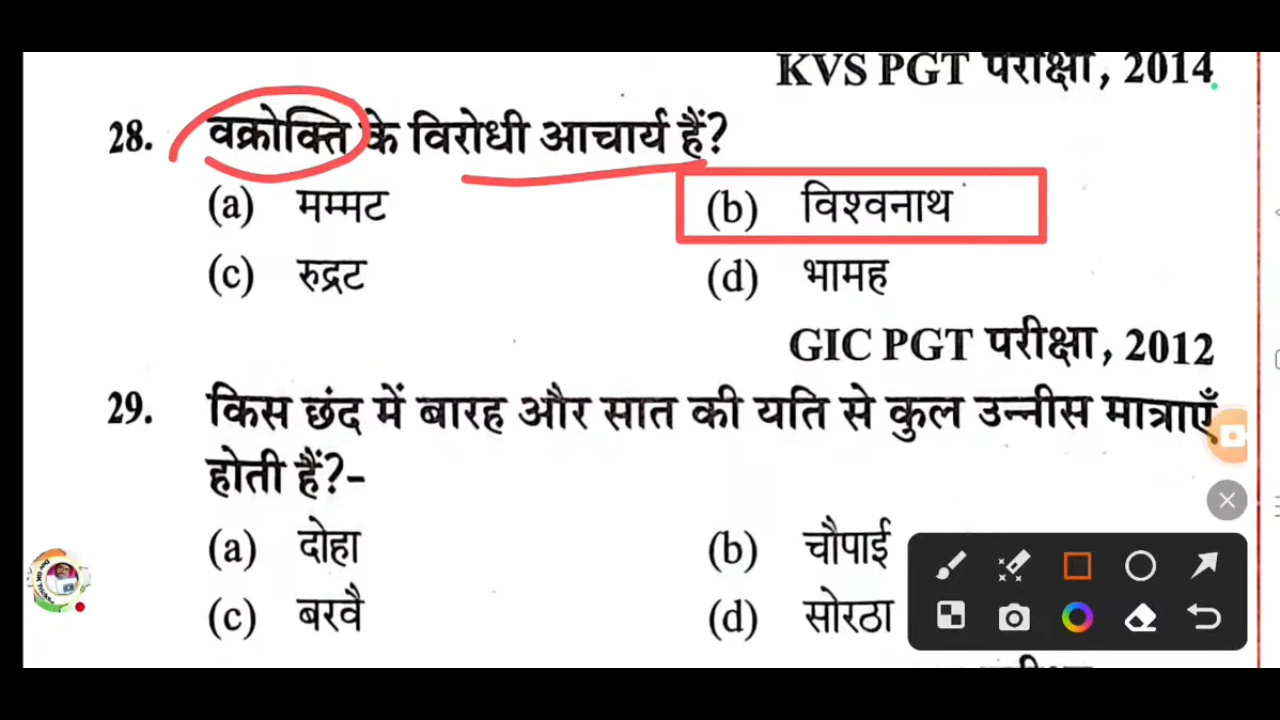 KVS PGT परीक्षा, 2014
28. वक्रोक्ति के विरोधी आचार्य हैं?
(a) मम्मट (b) विश्वनाथ
(c) रुद्रट (d) भामह
GIC PGT परीक्षा, 2012
29. किस छंद में बारह और सात की यति से कुल उन्नीस मात्राएँ
होती हैं?-
(a) दोहा (b) चौपाई
(c) बरवै (d) सोरठा